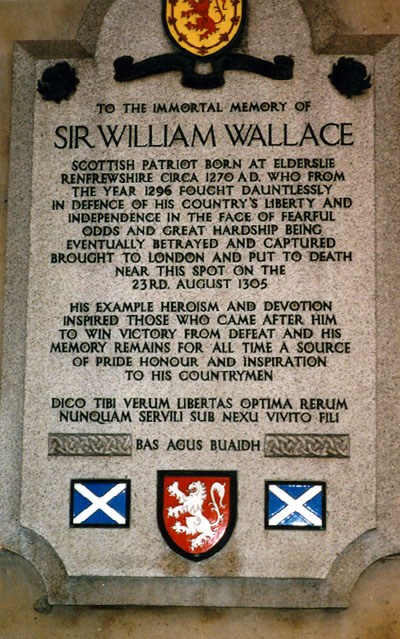 TO THE IMMORTAL MEMORY OF
SIR WILLIAM WALLACE
SCOTTISH PATRIOT BORN AT ELDERSLIE
RENFREWSHIRE CIRCA 1270 A.D. WHO FROM
THE YEAR 1296 FOUGHT DAUNTLESSLY
IN DEFENCE OF HIS COUNTRY'S LIBERTY AND
INDEPENDENCE IN THE FACE OF FEARFUL
ODDS AND GREAT HARDSHIP BEING
EVENTUALLY BETRAYED AND CAPTURED
BROUGHT TO LONDON AND PUT TO DEATH
NEAR THIS SPOT ON THE
23RD. AUGUST 1305
HIS EXAMPLE HEROISM AND DEVOTION
INSPIRED THOSE WHO CAME AFTER HIM
TO WIN VICTORY FROM DEFEAT AND HIS
MEMORY REMAINS FOR ALL TIME A SOURCE
OF PRIDE HONOUR AND INSPIRATION
TO HIS COUNTRYMEN
DICO TIBI VERUM LIBERTAS OPTIMA RERUM
NUNQUAM SERVILI SUB NEXU VIVITO FILI
BAS AGUS BUAIDH